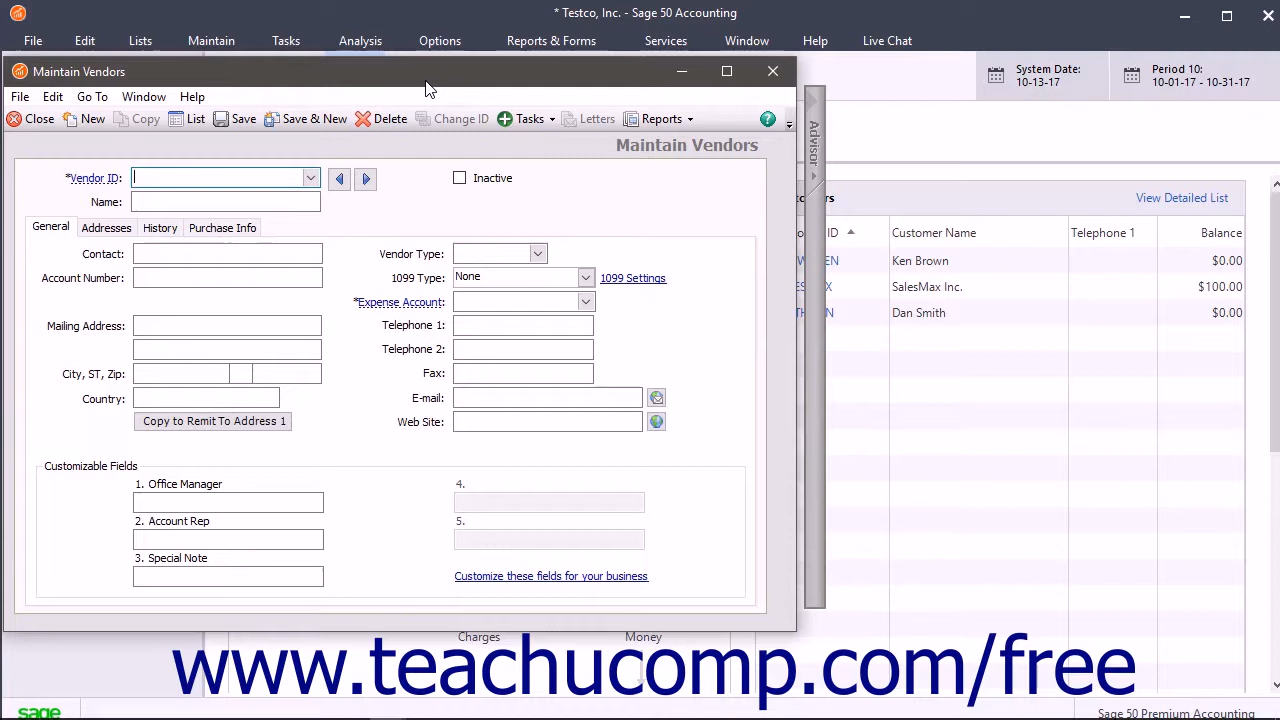 * Testco, Inc. - Sage 50 Accounting
File Edit Lists Maintain Tasks Analysis Options Reports & Forms Services Window Help Live Chat
System Date: 10-13-17
Period 10: 10-01-17 - 10-31-17
Maintain Vendors
File Edit Go To Window Help
Close New Copy List Save Save & New Delete Change ID Tasks Letters Reports
Maintain Vendors
*Vendor ID: Inactive
Name:
General Addresses History Purchase Info
Contact: Vendor Type:
Account Number: 1099 Type: None 1099 Settings
*Expense Account:
Mailing Address: Telephone 1:
Telephone 2:
City, ST, Zip: Fax:
Country: E-mail:
Copy to Remit To Address 1 Web Site:
Customizable Fields
1. Office Manager 4.
2. Account Rep 5.
3. Special Note
Customize these fields for your business
Advisor
View Detailed List
ID Customer Name Telephone 1 Balance
Ken Brown $0.00
SalesMax Inc. $100.00
Dan Smith $0.00
Charges Money
www.teachucomp.com/free
sage Sage 50 Premium Accounting